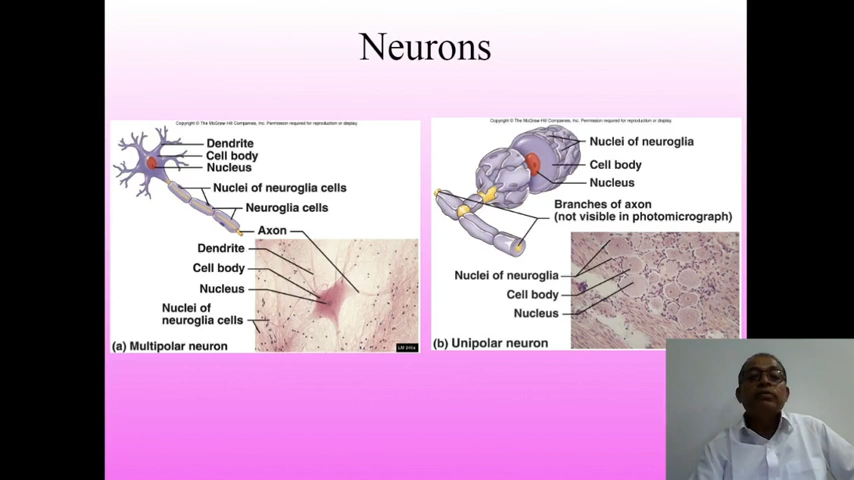 Neurons
Copyright © The McGraw-Hill Companies, Inc. Permission required for reproduction or display.
Dendrite
Cell body
Nucleus
Nuclei of neuroglia cells
Neuroglia cells
Axon
Dendrite
Cell body
Nucleus
Nuclei of
neuroglia cells
(a) Multipolar neuron
Copyright © The McGraw-Hill Companies, Inc. Permission required for reproduction or display.
Nuclei of neuroglia
Cell body
Nucleus
Branches of axon
(not visible in photomicrograph)
Nuclei of neuroglia
Cell body
Nucleus
(b) Unipolar neuron